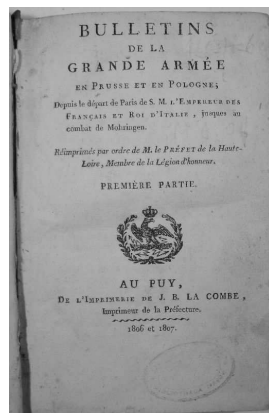 BULLETINS
DE LA
GRANDE ARMÉE
EN PRUSSE ET EN POLOGNE;
Depuis le départ de Paris de S. M. L'EMPEREUR DES
FRANÇAIS ET ROI D'ITALIE, jusques au
combat de Mohringen.
Réimprimés par ordre de M. le PRÉFET de la Haute-
Loire, Membre de la Légion d'honneur.
PREMIÈRE PARTIE.
AU PUY,
DE L'IMPRIMERIE DE J. B. LA COMBE,
Imprimeur de la Préfecture.
1806 et 1807.